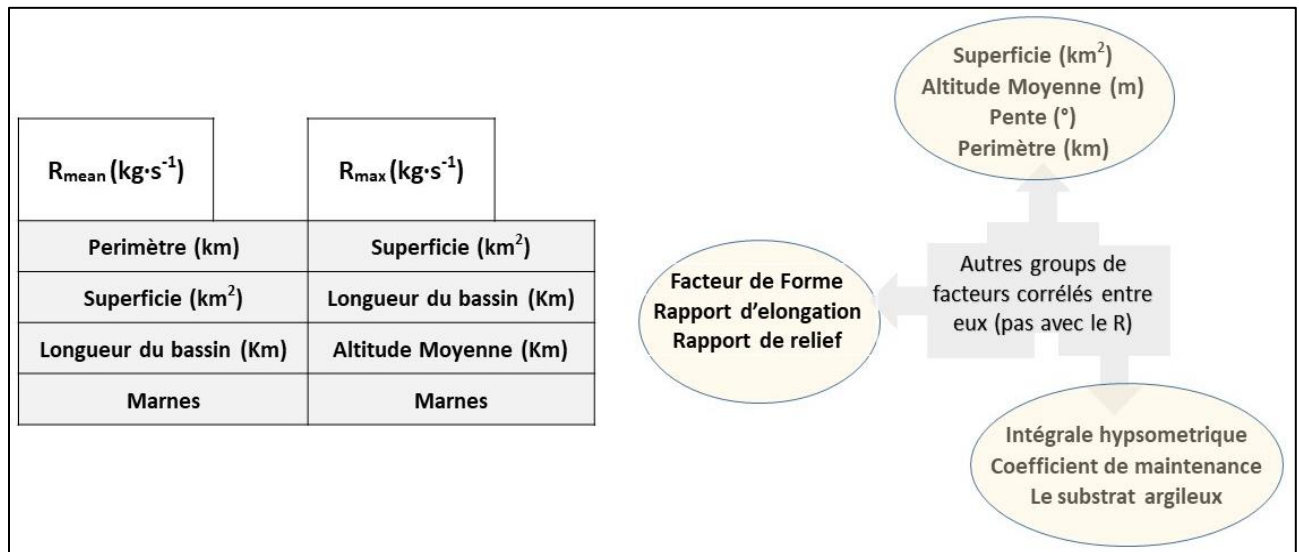 R_mean (kg·s⁻¹)
R_max (kg·s⁻¹)
Perimètre (km)
Superficie (km²)
Superficie (km²)
Longueur du bassin (Km)
Longueur du bassin (Km)
Altitude Moyenne (Km)
Marnes
Marnes
Superficie (km²)
Altitude Moyenne (m)
Pente (°)
Perimètre (km)
Facteur de Forme
Rapport d’elongation
Rapport de relief
Autres groups de
facteurs corrélés entre
eux (pas avec le R)
Intégrale hypsometrique
Coefficient de maintenance
Le substrat argileux